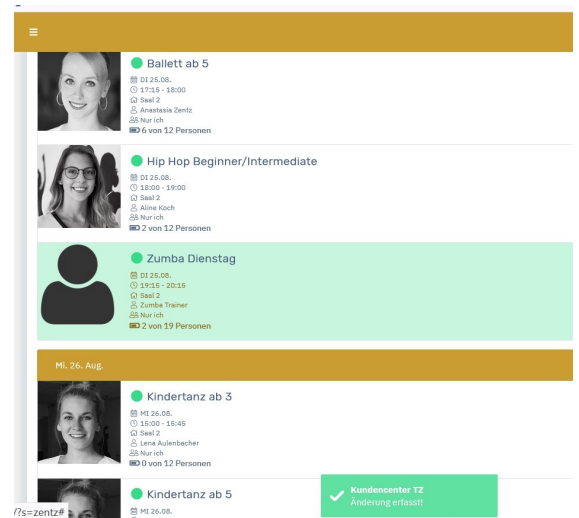 Ballett ab 5
DI 25.08.
17:15 - 18:00
Saal 2
Anastasia Zentz
Nur ich
6 von 12 Personen
Hip Hop Beginner/Intermediate
DI 25.08.
18:00 - 19:00
Saal 2
Aline Koch
Nur ich
2 von 12 Personen
Zumba Dienstag
DI 25.08.
19:15 - 20:15
Saal 2
Zumba Trainer
Nur ich
2 von 19 Personen
Mi. 26. Aug.
Kindertanz ab 3
MI 26.08.
15:00 - 15:45
Saal 2
Lena Aulenbacher
Nur ich
0 von 12 Personen
Kindertanz ab 5
MI 26.08.
Kundencenter TZ
Änderung erfasst!
/?s=zentz#